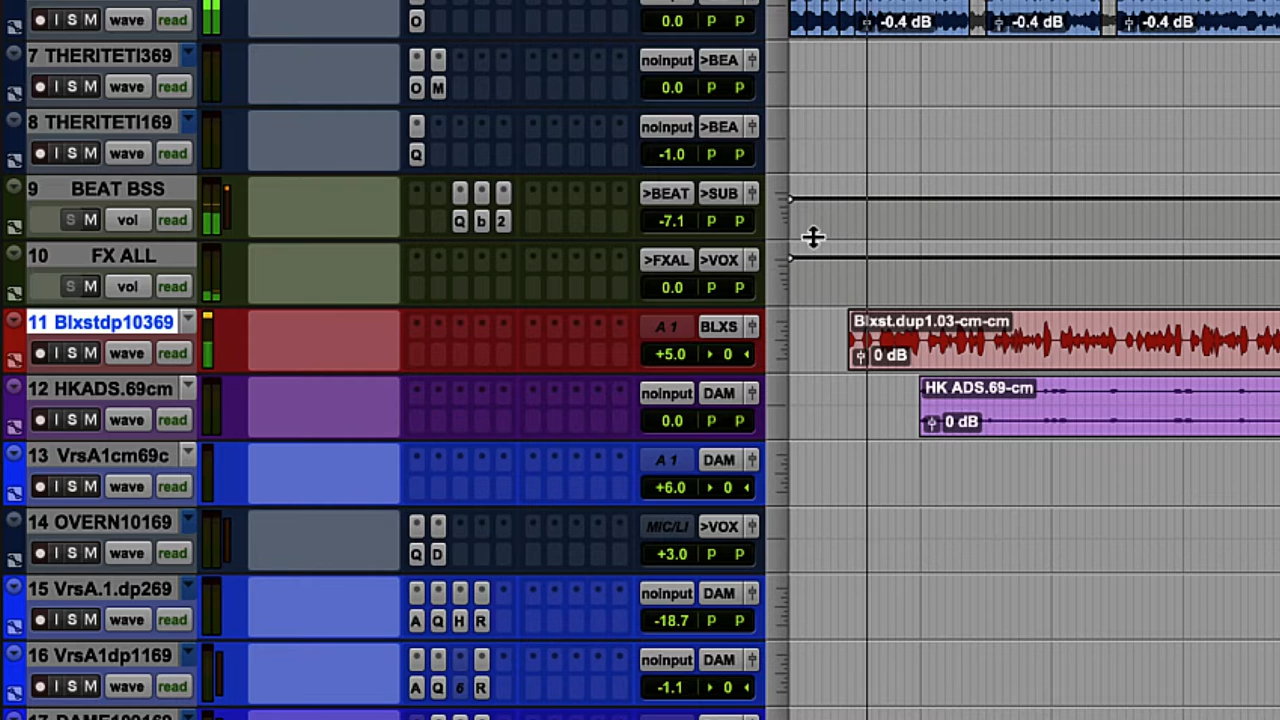 I S M wave read O 0.0 P P -0.4 dB -0.4 dB -0.4 dB
7 THERITETI369 noInput >BEA
I S M wave read O M 0.0 P P
8 THERITETI169 noInput >BEA
I S M wave read Q -1.0 P P
9 BEAT BSS >BEAT >SUB
S M vol read Q b 2 -7.1 P P
10 FX ALL >FXAL >VOX
S M vol read 0.0 P P
11 Blxstdp10369 A 1 BLXS Blxst.dup1.03-cm-cm
I S M wave read +5.0 0 0 dB
12 HKADS.69cm noInput DAM HK ADS.69-cm
I S M wave read 0.0 P P 0 dB
13 VrsA1cm69c A 1 DAM
I S M wave read +6.0 0
14 OVERN10169 MIC/LI >VOX
I S M wave read Q D +3.0 P P
15 VrsA.1.dp269 noInput DAM
I S M wave read A Q H R -18.7 P P
16 VrsA1dp1169 noInput DAM
I S M wave read A Q 6 R -1.1 0